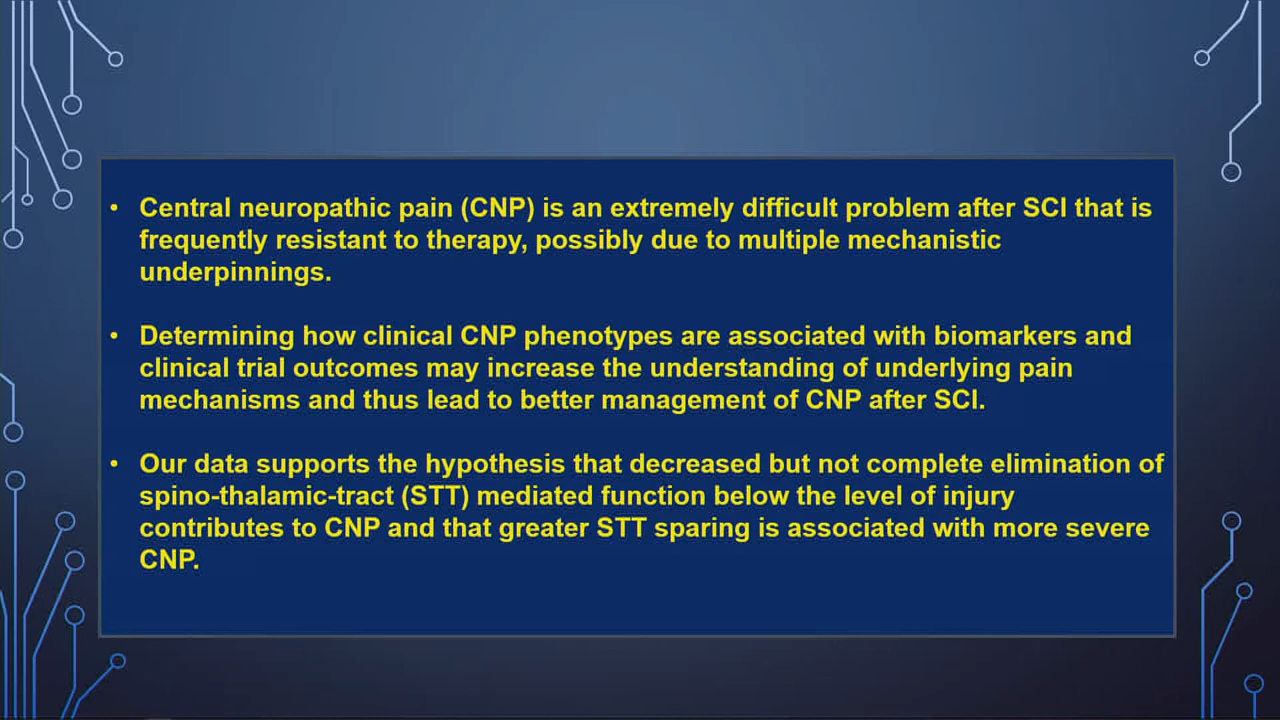 • Central neuropathic pain (CNP) is an extremely difficult problem after SCI that is
frequently resistant to therapy, possibly due to multiple mechanistic
underpinnings.
• Determining how clinical CNP phenotypes are associated with biomarkers and
clinical trial outcomes may increase the understanding of underlying pain
mechanisms and thus lead to better management of CNP after SCI.
• Our data supports the hypothesis that decreased but not complete elimination of
spino-thalamic-tract (STT) mediated function below the level of injury
contributes to CNP and that greater STT sparing is associated with more severe
CNP.